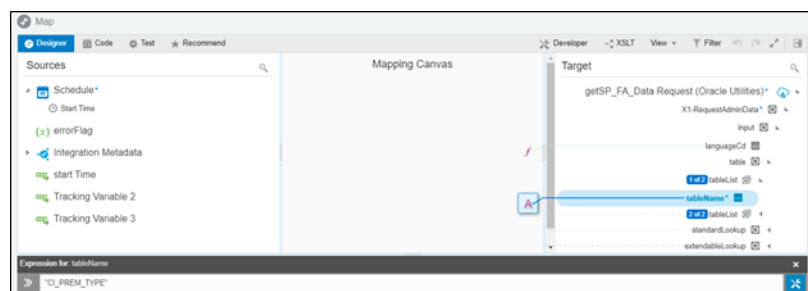 Map
Designer Code Test Recommend Developer XSLT View Filter
Sources Mapping Canvas Target
Schedule*
Start Time
(x) errorFlag
Integration Metadata
start Time
Tracking Variable 2
Tracking Variable 3
f
A
getSP_FA_Data Request (Oracle Utilities)*
X1-RequestAdminData*
input
languageCd
table
1 of 2 tableList
tableName*
2 of 2 tableList
standardLookup
extendableLookup
Expression for: tableName
"CI_PREM_TYPE"